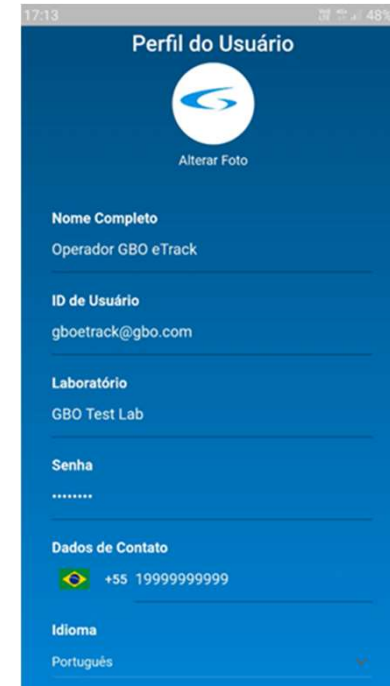 17:13
48%
Perfil do Usuário
Alterar Foto
Nome Completo
Operador GBO eTrack
ID de Usuário
gboetrack@gbo.com
Laboratório
GBO Test Lab
Senha
••••••••
Dados de Contato
+55 19999999999
Idioma
Português